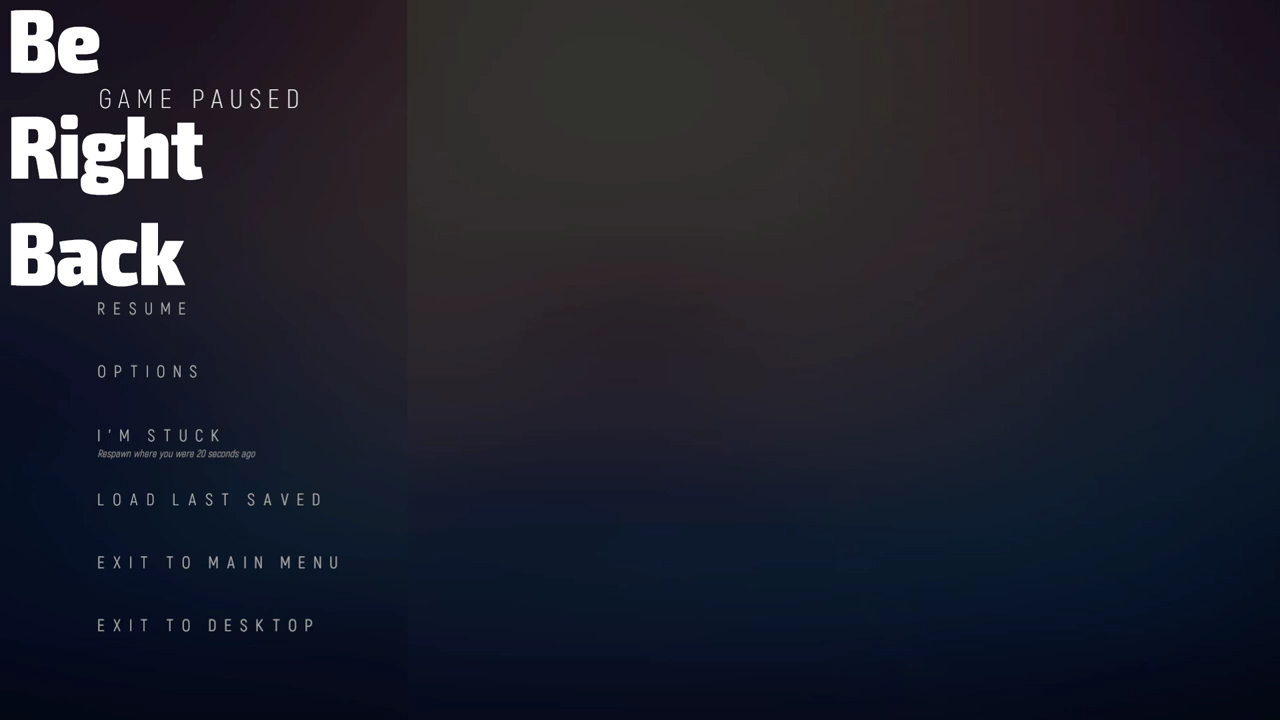 Be
GAME PAUSED
Right
Back
RESUME
OPTIONS
I'M STUCK
Respawn where you were 20 seconds ago
LOAD LAST SAVED
EXIT TO MAIN MENU
EXIT TO DESKTOP